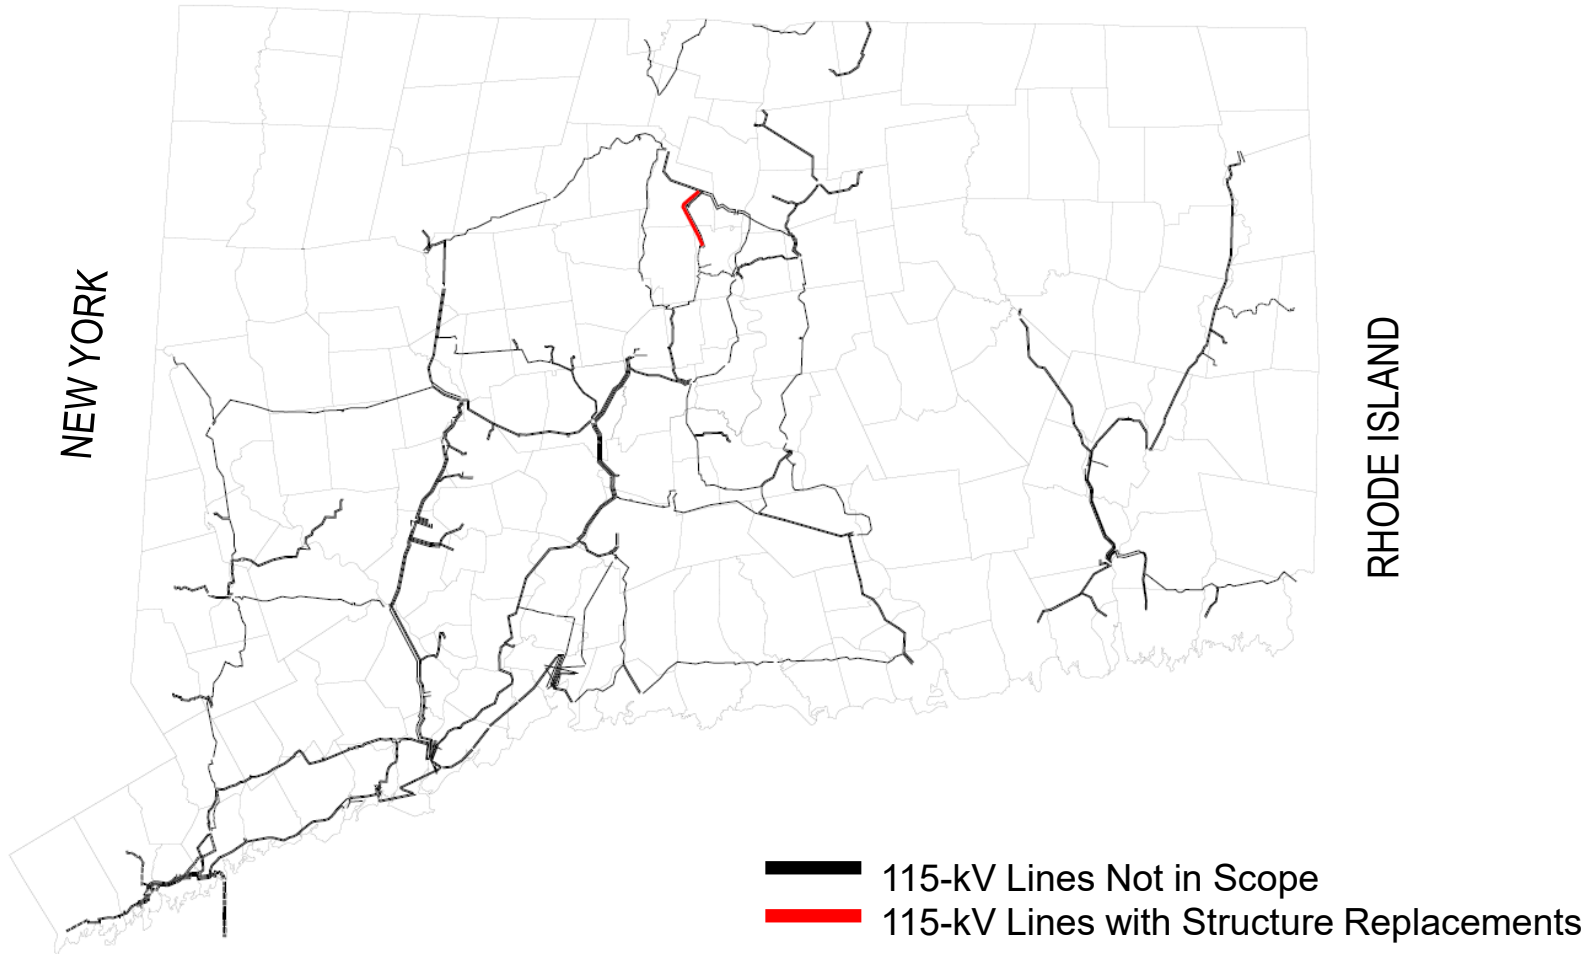 NEW YORK
RHODE ISLAND
115-kV Lines Not in Scope
115-kV Lines with Structure Replacements